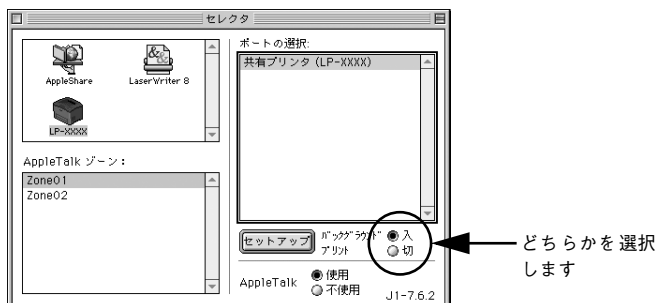 セレクタ
AppleShare
LaserWriter 8
LP-XXXX
AppleTalk ゾーン：
Zone01
Zone02
ポートの選択:
共有プリンタ (LP-XXXX)
セットアップ
ﾊﾞｯｸｸﾞﾗｳﾝﾄﾞ
ﾌﾟﾘﾝﾄ
入
切
AppleTalk
使用
不使用
J1-7.6.2
どちらかを選択
します